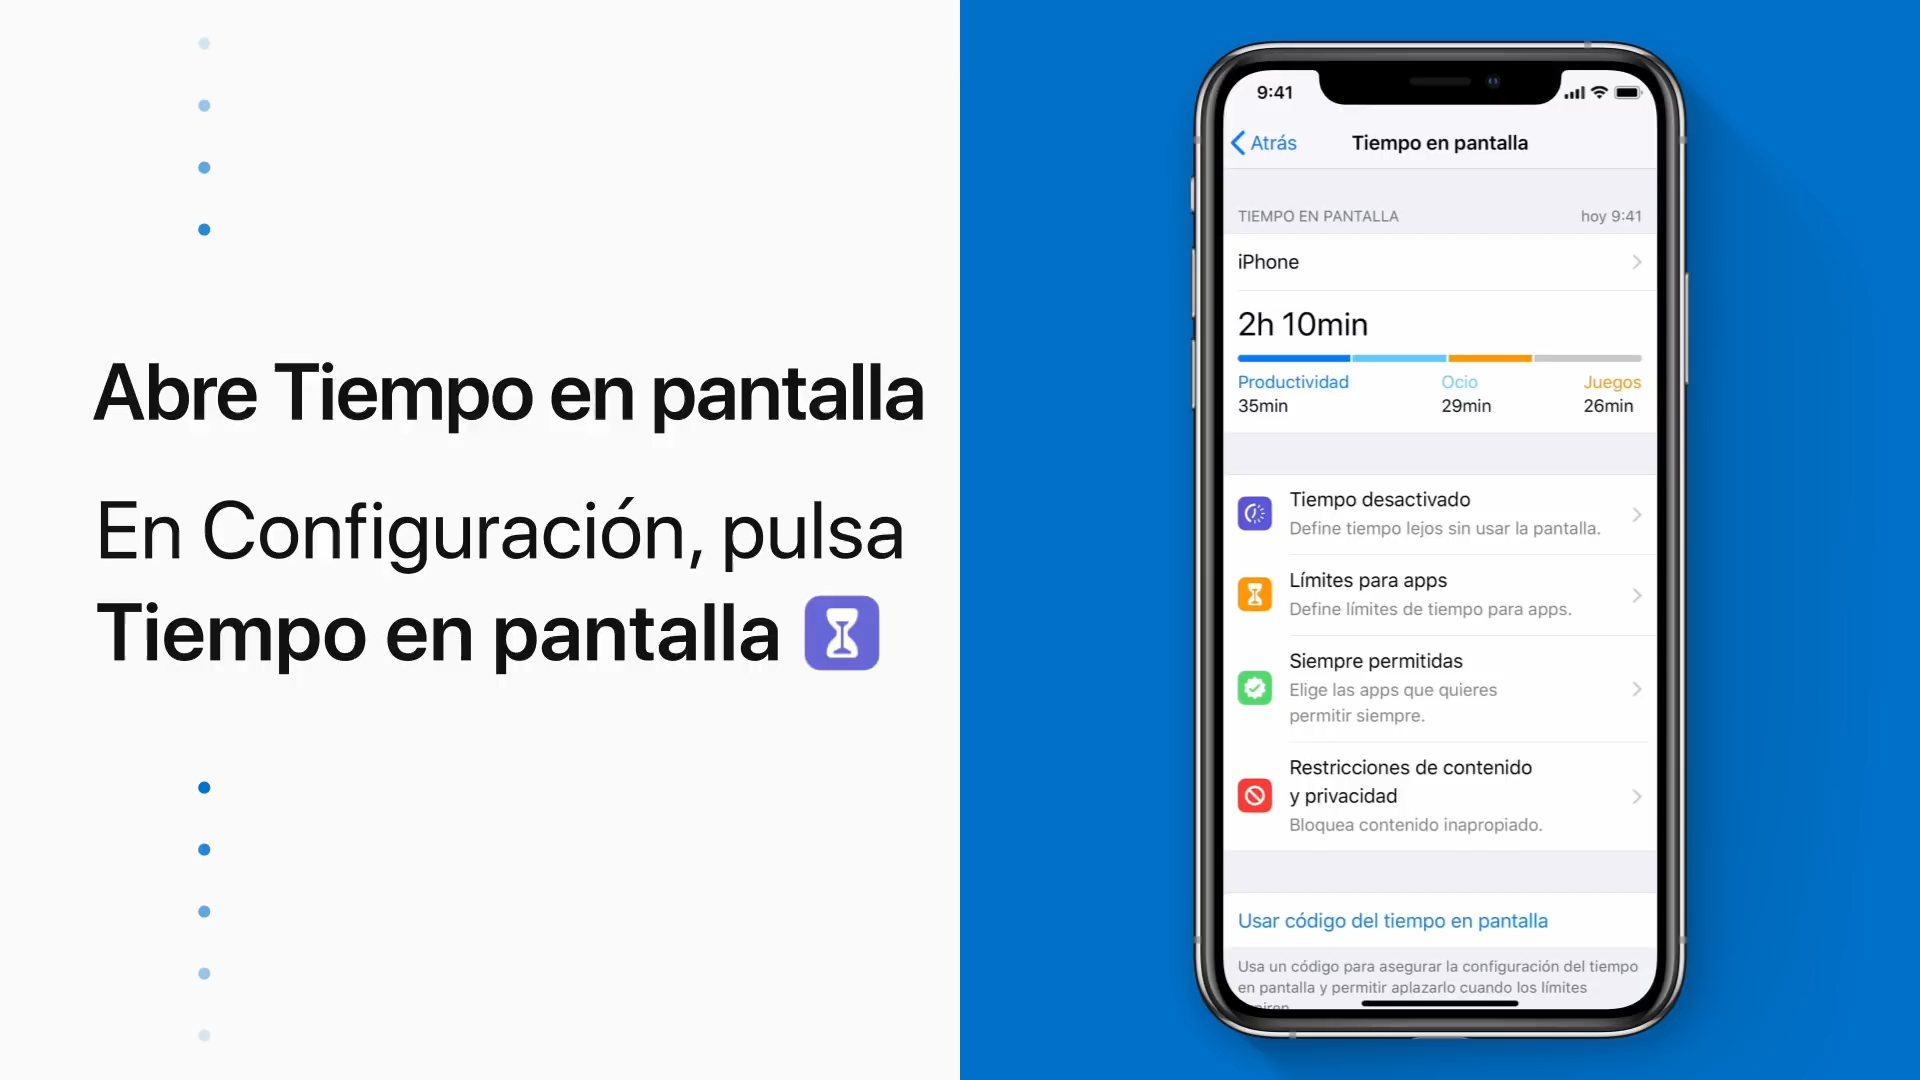 Abre Tiempo en pantalla
En Configuración, pulsa
Tiempo en pantalla
9:41
Atrás
Tiempo en pantalla
TIEMPO EN PANTALLA hoy 9:41
iPhone
2h 10min
Productividad Ocio Juegos
35min 29min 26min
Tiempo desactivado
Define tiempo lejos sin usar la pantalla.
Límites para apps
Define límites de tiempo para apps.
Siempre permitidas
Elige las apps que quieres
permitir siempre.
Restricciones de contenido
y privacidad
Bloquea contenido inapropiado.
Usar código del tiempo en pantalla
Usa un código para asegurar la configuración del tiempo
en pantalla y permitir aplazarlo cuando los límites